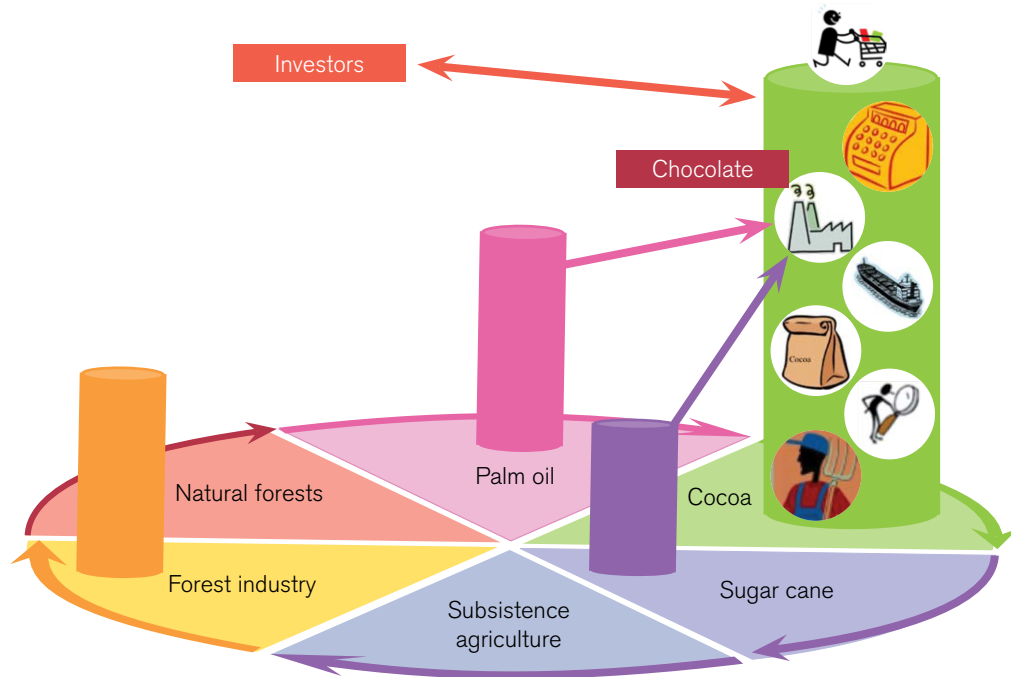 Investors
Chocolate
Cocoa
Palm oil
Natural forests
Cocoa
Forest industry
Sugar cane
Subsistence
agriculture